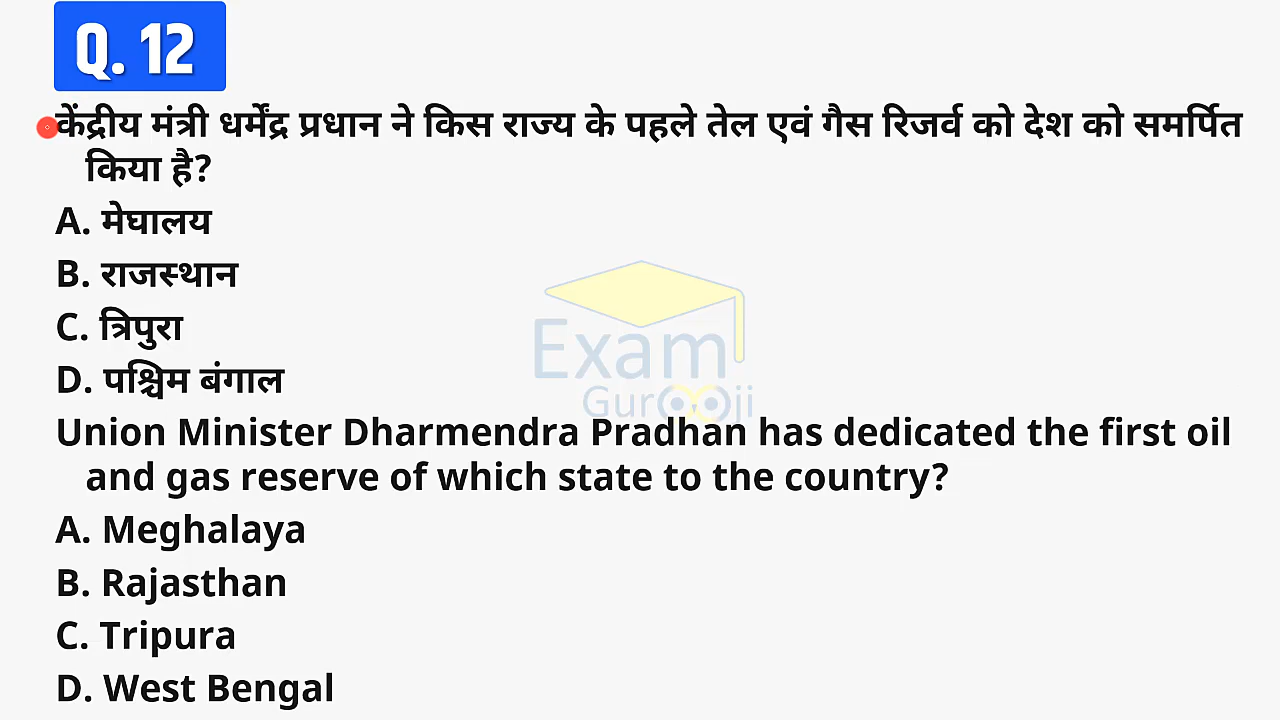 Q. 12
केंद्रीय मंत्री धर्मेंद्र प्रधान ने किस राज्य के पहले तेल एवं गैस रिजर्व को देश को समर्पित
किया है?
A. मेघालय
B. राजस्थान
C. त्रिपुरा
D. पश्चिम बंगाल
Exam
Gurooji
Union Minister Dharmendra Pradhan has dedicated the first oil
and gas reserve of which state to the country?
A. Meghalaya
B. Rajasthan
C. Tripura
D. West Bengal